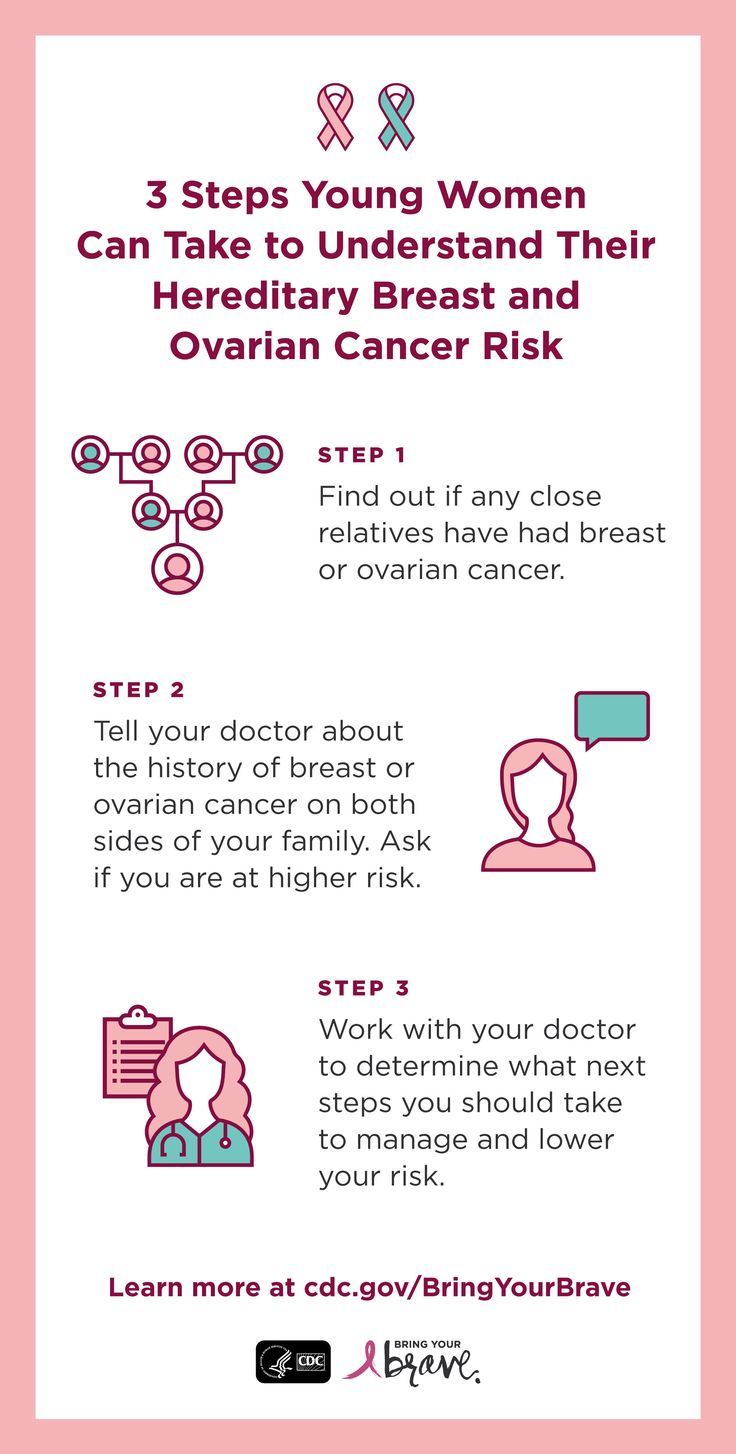 3 Steps Young Women
Can Take to Understand Their
Hereditary Breast and
Ovarian Cancer Risk
STEP 1
Find out if any close
relatives have had breast
or ovarian cancer.
STEP 2
Tell your doctor about
the history of breast or
ovarian cancer on both
sides of your family. Ask
if you are at higher risk.
STEP 3
Work with your doctor
to determine what next
steps you should take
to manage and lower
your risk.
Learn more at cdc.gov/BringYourBrave
CDC
BRING YOUR
brave.